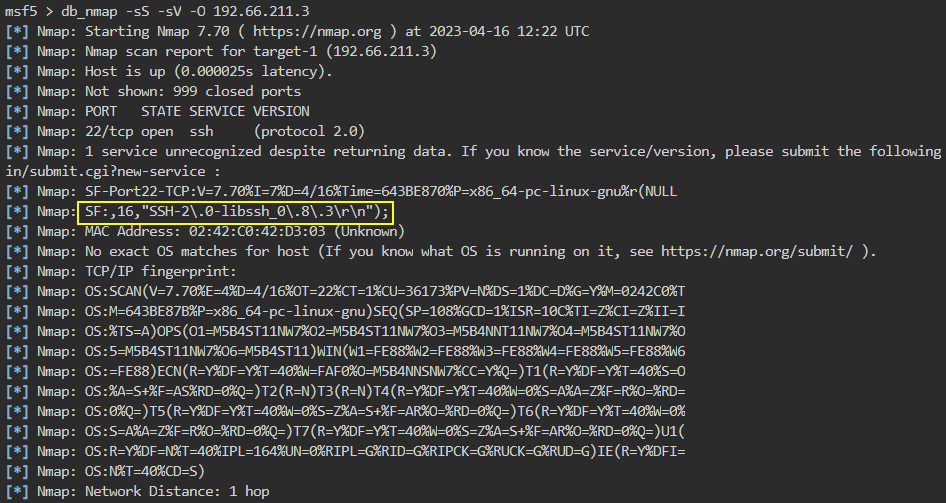 msf5 > db_nmap -sS -sV -O 192.66.211.3
[*] Nmap: Starting Nmap 7.70 ( https://nmap.org ) at 2023-04-16 12:22 UTC
[*] Nmap: Nmap scan report for target-1 (192.66.211.3)
[*] Nmap: Host is up (0.000025s latency).
[*] Nmap: Not shown: 999 closed ports
[*] Nmap: PORT   STATE SERVICE VERSION
[*] Nmap: 22/tcp open  ssh     (protocol 2.0)
[*] Nmap: 1 service unrecognized despite returning data. If you know the service/version, please submit the following
in/submit.cgi?new-service :
[*] Nmap: SF-Port22-TCP:V=7.70%I=7%D=4/16%Time=643BE870%P=x86_64-pc-linux-gnu%r(NULL
[*] Nmap: SF:,16,"SSH-2\.0-libssh_0\.8\.3\r\n");
[*] Nmap: MAC Address: 02:42:C0:42:D3:03 (Unknown)
[*] Nmap: No exact OS matches for host (If you know what OS is running on it, see https://nmap.org/submit/ ).
[*] Nmap: TCP/IP fingerprint:
[*] Nmap: OS:SCAN(V=7.70%E=4%D=4/16%OT=22%CT=1%CU=36173%PV=N%DS=1%DC=D%G=Y%M=0242C0%T
[*] Nmap: OS:M=643BE87B%P=x86_64-pc-linux-gnu)SEQ(SP=108%GCD=1%ISR=10C%TI=Z%CI=Z%II=I
[*] Nmap: OS:%TS=A)OPS(O1=M5B4ST11NW7%O2=M5B4ST11NW7%O3=M5B4NNT11NW7%O4=M5B4ST11NW7%O
[*] Nmap: OS:5=M5B4ST11NW7%O6=M5B4ST11)WIN(W1=FE88%W2=FE88%W3=FE88%W4=FE88%W5=FE88%W6
[*] Nmap: OS:=FE88)ECN(R=Y%DF=Y%T=40%W=FAF0%O=M5B4NNSNW7%CC=Y%Q=)T1(R=Y%DF=Y%T=40%S=O
[*] Nmap: OS:%A=S+%F=AS%RD=0%Q=)T2(R=N)T3(R=N)T4(R=Y%DF=Y%T=40%W=0%S=A%A=Z%F=R%O=%RD=
[*] Nmap: OS:0%Q=)T5(R=Y%DF=Y%T=40%W=0%S=Z%A=S+%F=AR%O=%RD=0%Q=)T6(R=Y%DF=Y%T=40%W=0%
[*] Nmap: OS:S=A%A=Z%F=R%O=%RD=0%Q=)T7(R=Y%DF=Y%T=40%W=0%S=Z%A=S+%F=AR%O=%RD=0%Q=)U1(
[*] Nmap: OS:R=Y%DF=N%T=40%IPL=164%UN=0%RIPL=G%RID=G%RIPCK=G%RUCK=G%RUD=G)IE(R=Y%DFI=
[*] Nmap: OS:N%T=40%CD=S)
[*] Nmap: Network Distance: 1 hop